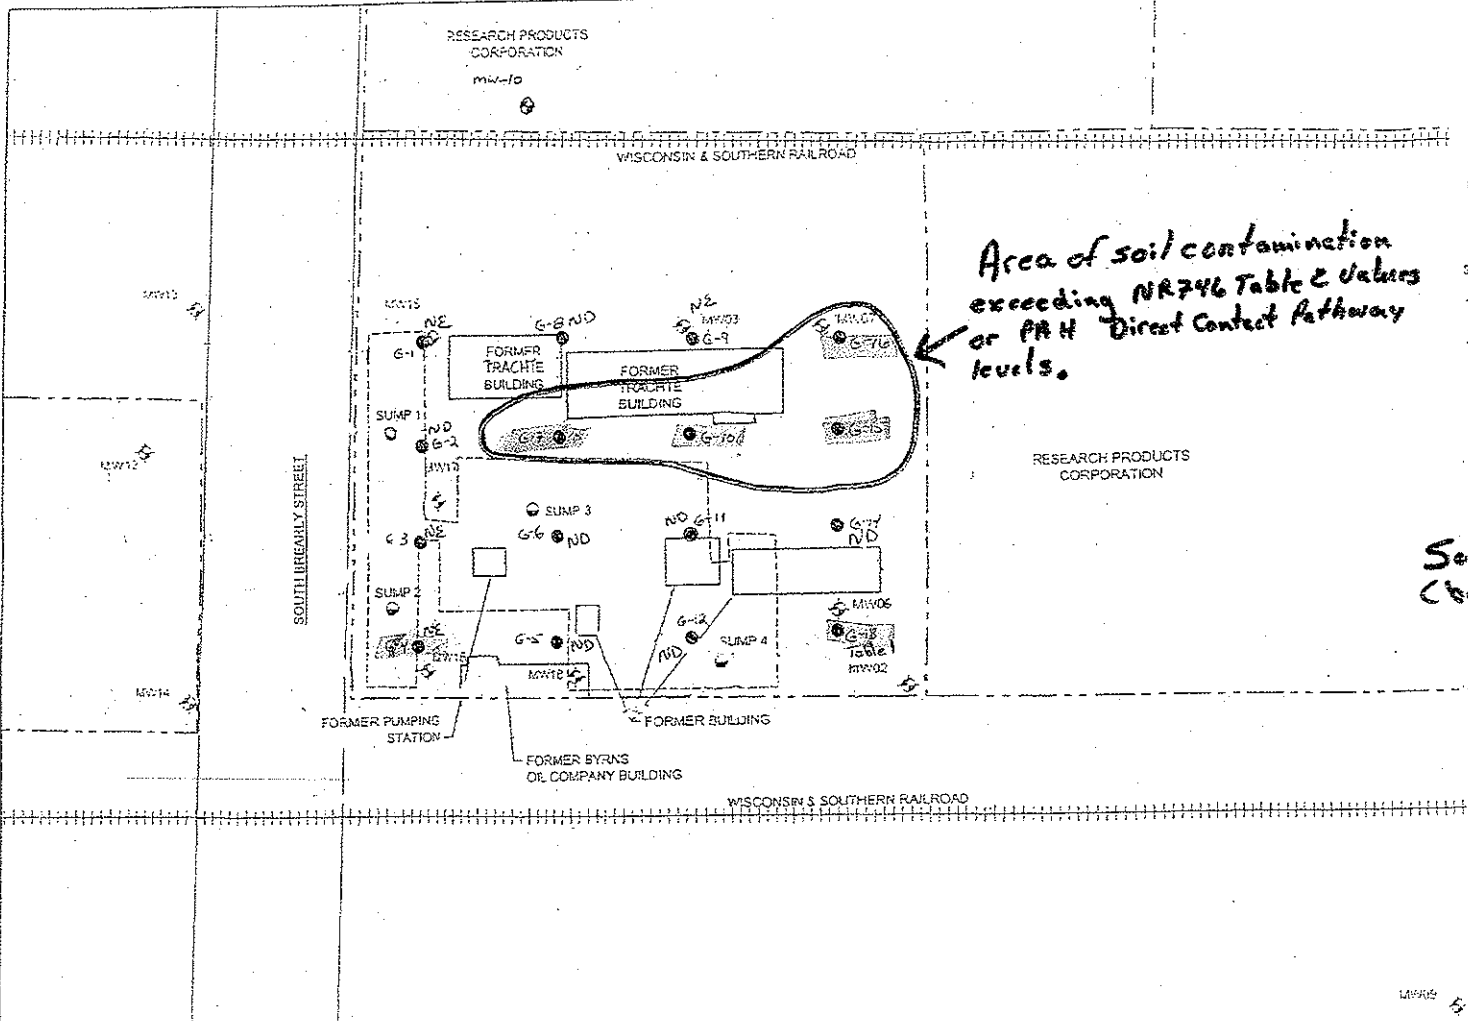 RESEARCH PRODUCTS
CORPORATION
MW-10
WISCONSIN & SOUTHERN RAILROAD
Area of soil contamination
exceeding NR746 Table 2 Values
or PAH Direct Contact Pathway
levels.
MW13
MW15
NE
G-1
G-8 ND
NE
MW03
G-9
MW07
G-16
FORMER
TRACHTE
BUILDING
FORMER
TRACHTE
BUILDING
SUMP 1
ND
G-2
G-7
G-10
G-15
MW12
MW17
RESEARCH PRODUCTS
CORPORATION
SOUTH BREARLY STREET
SUMP 3
G-3 NE
G-6 ND
ND G-11
G-14
ND
SUMP 2
MW06
G-4 NE
G-5 ND
G-12
ND
SUMP 4
G-13
Table 1
MW02
MW18
MW14
FORMER PUMPING
STATION
FORMER BUILDING
FORMER BYRNS
OIL COMPANY BUILDING
WISCONSIN & SOUTHERN RAILROAD
MW09